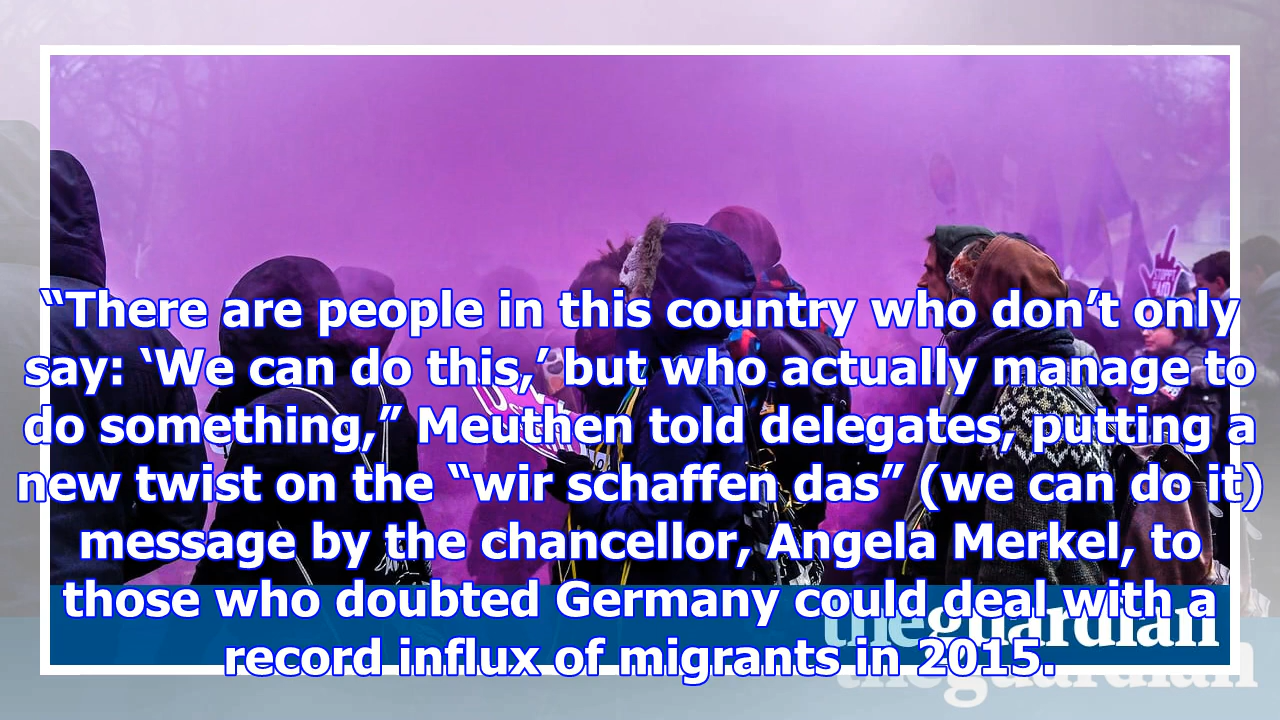 “There are people in this country who don’t only
say: ‘We can do this,’ but who actually manage to
do something,” Meuthen told delegates, putting a
new twist on the “wir schaffen das” (we can do it)
message by the chancellor, Angela Merkel, to
those who doubted Germany could deal with a
record influx of migrants in 2015.
theguardian
theguardian
STOPPT